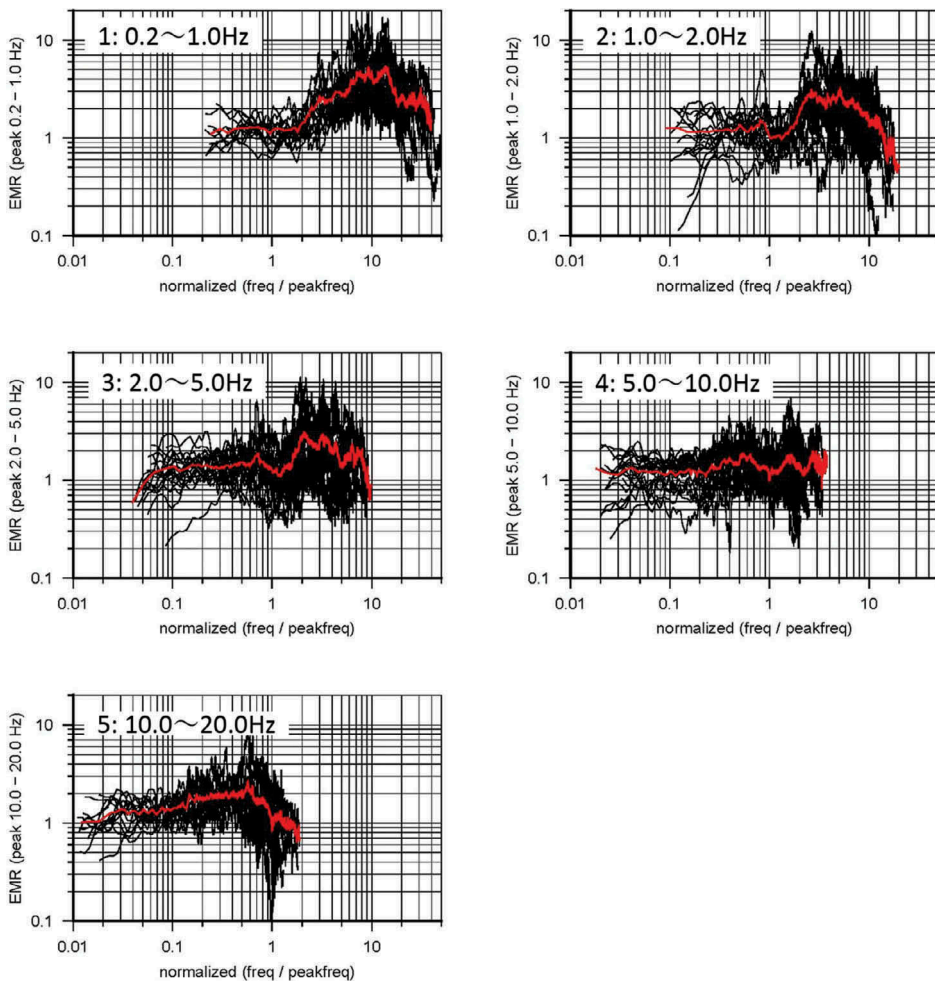 1: 0.2～1.0Hz
EMR (peak 0.2 – 1.0 Hz)
10
1
0.1
0.01
0.1
1
10
normalized (freq / peakfreq)
2: 1.0～2.0Hz
EMR (peak 1.0 – 2.0 Hz)
10
1
0.1
0.01
0.1
1
10
normalized (freq / peakfreq)
3: 2.0～5.0Hz
EMR (peak 2.0 – 5.0 Hz)
10
1
0.1
0.01
0.1
1
10
normalized (freq / peakfreq)
4: 5.0～10.0Hz
EMR (peak 5.0 – 10.0 Hz)
10
1
0.1
0.01
0.1
1
10
normalized (freq / peakfreq)
5: 10.0～20.0Hz
EMR (peak 10.0 – 20.0 Hz)
10
1
0.1
0.01
0.1
1
10
normalized (freq / peakfreq)